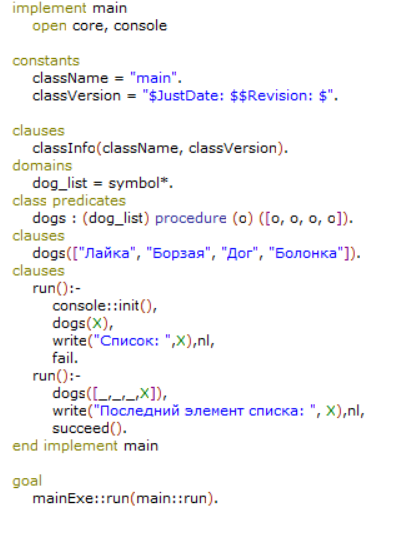 implement main
open core, console
constants
className = "main".
classVersion = "$JustDate: $$Revision: $".
clauses
classInfo(className, classVersion).
domains
dog_list = symbol*.
class predicates
dogs : (dog_list) procedure (o) ([o, o, o, o]).
clauses
dogs(["Лайка", "Борзая", "Дог", "Болонка"]).
clauses
run():-
console::init(),
dogs(X),
write("Список: ",X),nl,
fail.
run():-
dogs([_,_,_,X]),
write("Последний элемент списка: ", X),nl,
succeed().
end implement main
goal
mainExe::run(main::run).